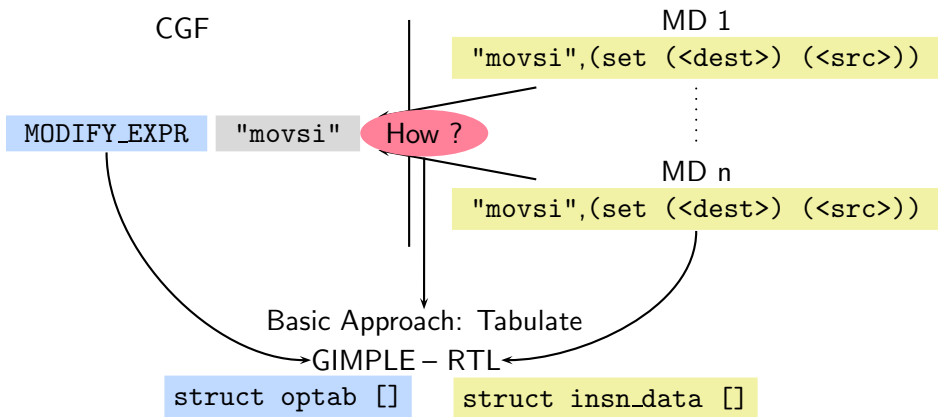 CGF
MD 1
"movsi",(set (<dest>) (<src>))
MODIFY_EXPR "movsi" How ?
MD n
"movsi",(set (<dest>) (<src>))
Basic Approach: Tabulate
GIMPLE – RTL
struct optab [] struct insn_data []